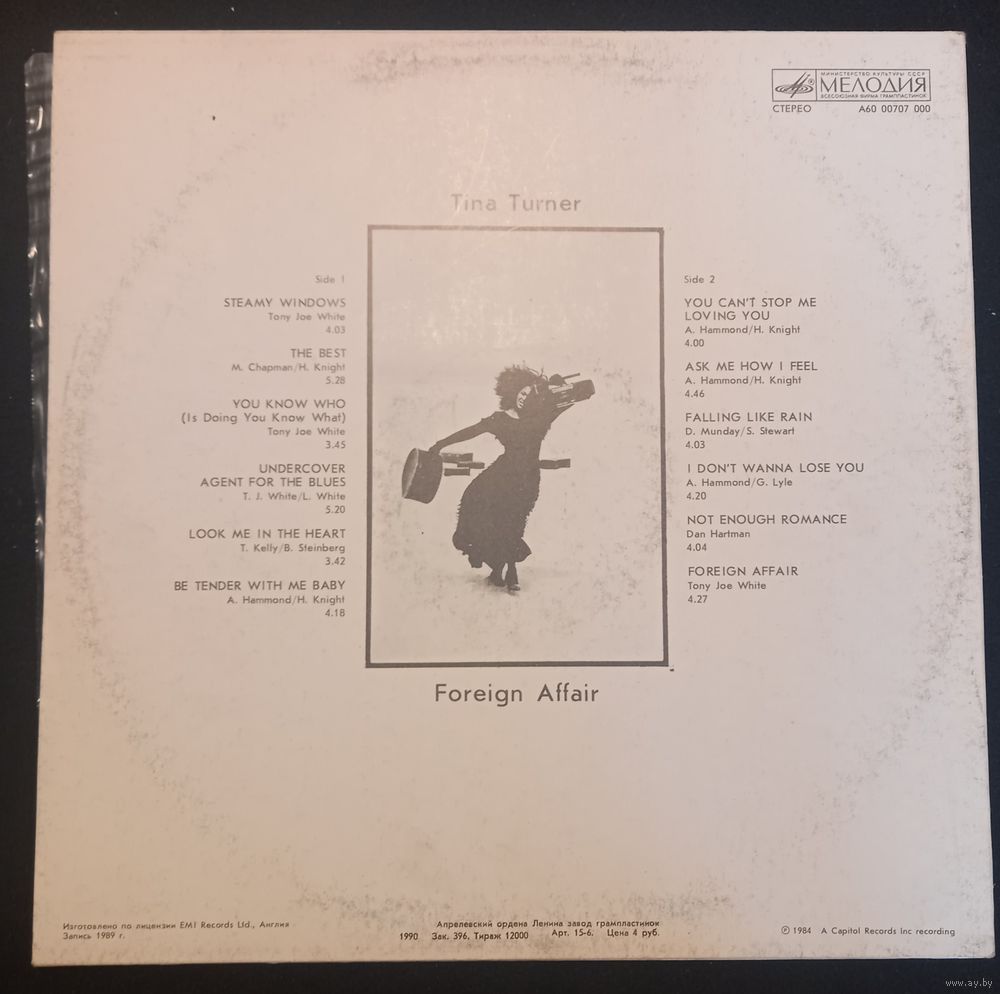 МИНИСТЕРСТВО КУЛЬТУРЫ СССР
МЕЛОДИЯ
ВСЕСОЮЗНАЯ ФИРМА ГРАМПЛАСТИНОК
СТЕРЕО А60 00707 000
Tina Turner
Side 1
STEAMY WINDOWS
Tony Joe White
4.03
THE BEST
M. Chapman/H. Knight
5.28
YOU KNOW WHO
(Is Doing You Know What)
Tony Joe White
3.45
UNDERCOVER
AGENT FOR THE BLUES
T. J. White/L. White
5.20
LOOK ME IN THE HEART
T. Kelly/B. Steinberg
3.42
BE TENDER WITH ME BABY
A. Hammond/H. Knight
4.18
Side 2
YOU CAN'T STOP ME
LOVING YOU
A. Hammond/H. Knight
4.00
ASK ME HOW I FEEL
A. Hammond/H. Knight
4.46
FALLING LIKE RAIN
D. Munday/S. Stewart
4.03
I DON'T WANNA LOSE YOU
A. Hammond/G. Lyle
4.20
NOT ENOUGH ROMANCE
Dan Hartman
4.04
FOREIGN AFFAIR
Tony Joe White
4.27
Foreign Affair
Изготовлено по лицензии EMI Records Ltd., Англия
Запись 1989 г.
Апрелевский ордена Ленина завод грампластинок
1990 Зак. 396. Тираж 12000 Арт. 15-6. Цена 4 руб.
℗ 1984 A Capitol Records Inc recording
www.ay.by